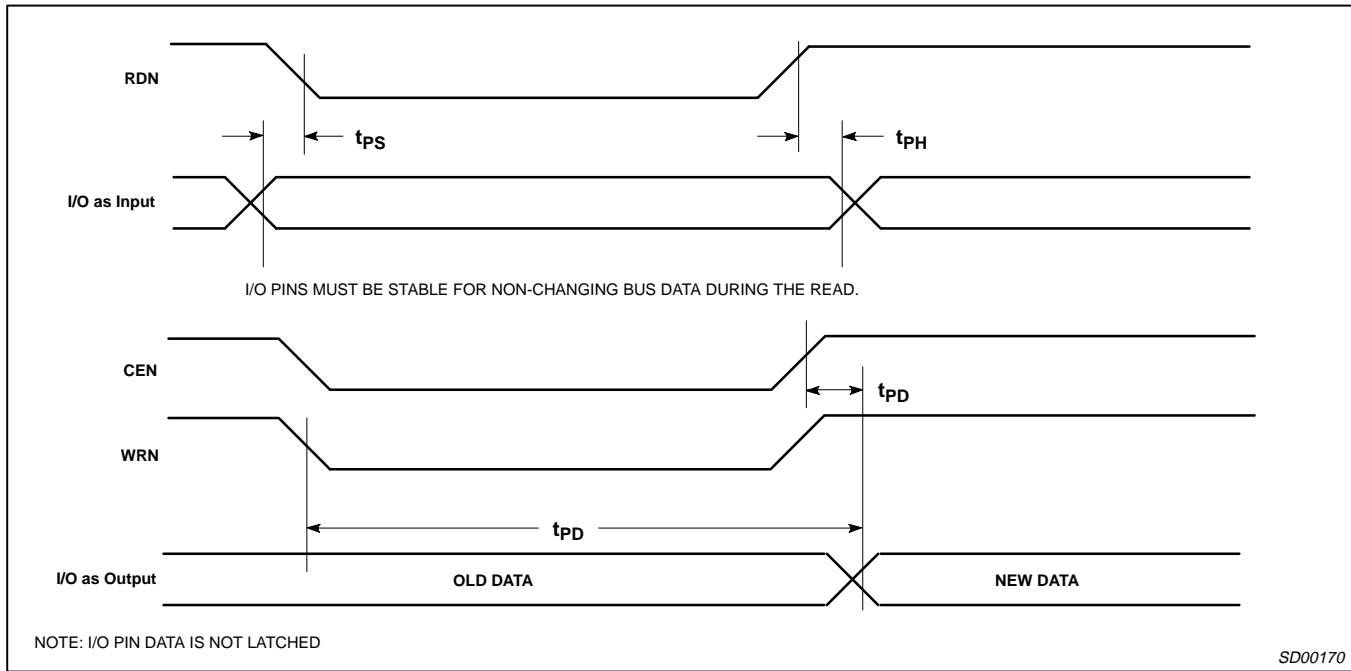 RDN
tPS
tPH
I/O as Input
I/O PINS MUST BE STABLE FOR NON-CHANGING BUS DATA DURING THE READ.
CEN
tPD
WRN
tPD
I/O as Output
OLD DATA
NEW DATA
NOTE: I/O PIN DATA IS NOT LATCHED
SD00170